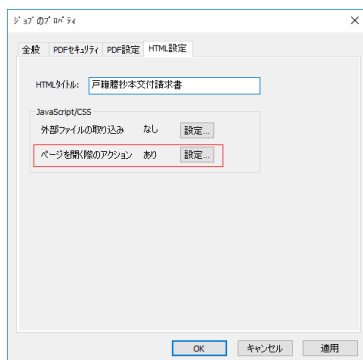 ジョブのプロパティ
全般 PDFセキュリティ PDF設定 HTML設定
HTMLタイトル: 戸籍謄抄本交付請求書
JavaScript/CSS
外部ファイルの取り込み なし 設定...
ページを開く際のアクション あり 設定...
OK キャンセル 適用